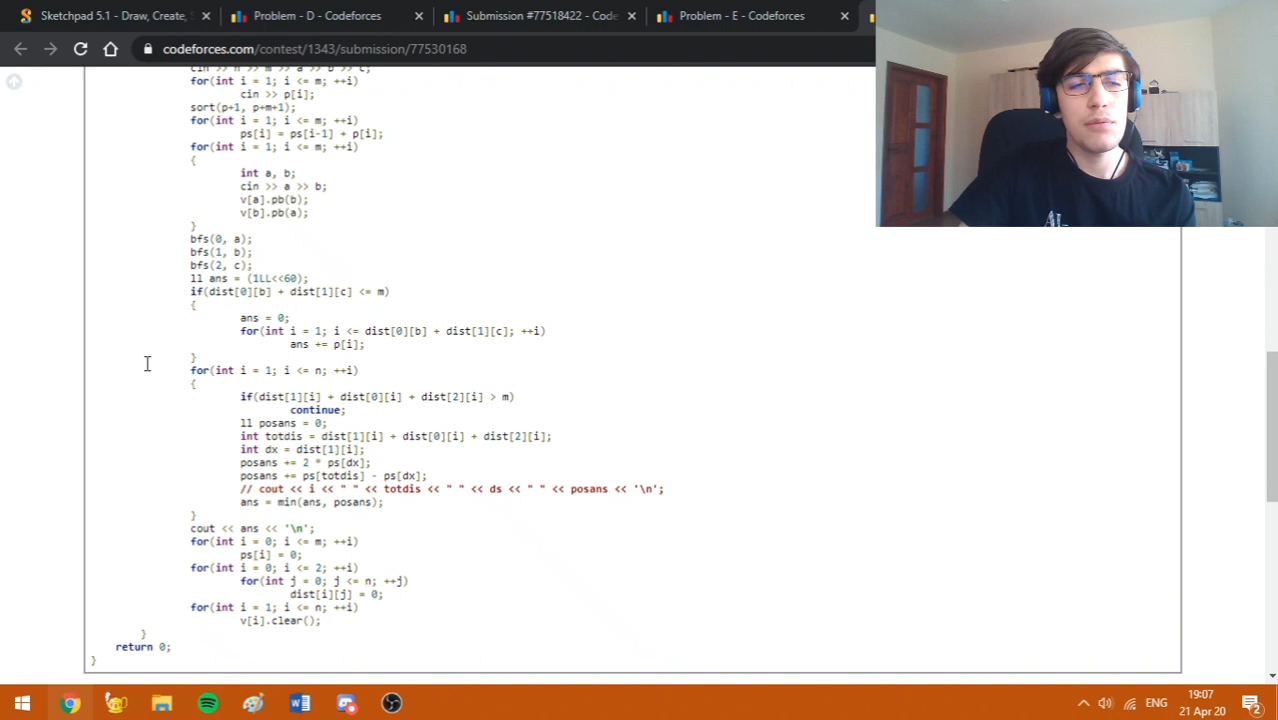 Sketchpad 5.1 - Draw, Create,
Problem - D - Codeforces
Submission #77518422 - Code
Problem - E - Codeforces
codeforces.com/contest/1343/submission/77530168
cin >> n >> m >> a >> b >> c;
for(int i = 1; i <= m; ++i)
cin >> p[i];
sort(p+1, p+m+1);
for(int i = 1; i <= m; ++i)
ps[i] = ps[i-1] + p[i];
for(int i = 1; i <= m; ++i)
{
int a, b;
cin >> a >> b;
v[a].pb(b);
v[b].pb(a);
}
bfs(0, a);
bfs(1, b);
bfs(2, c);
ll ans = (1LL<<60);
if(dist[0][b] + dist[1][c] <= m)
{
ans = 0;
for(int i = 1; i <= dist[0][b] + dist[1][c]; ++i)
ans += p[i];
}
for(int i = 1; i <= n; ++i)
{
if(dist[1][i] + dist[0][i] + dist[2][i] > m)
continue;
ll posans = 0;
int totdis = dist[1][i] + dist[0][i] + dist[2][i];
int dx = dist[1][i];
posans += 2 * ps[dx];
posans += ps[totdis] - ps[dx];
// cout << i << " " << totdis << " " << ds << " " << posans << '\n';
ans = min(ans, posans);
}
cout << ans << '\n';
for(int i = 0; i <= m; ++i)
ps[i] = 0;
for(int i = 0; i <= 2; ++i)
for(int j = 0; j <= n; ++j)
dist[i][j] = 0;
for(int i = 1; i <= n; ++i)
v[i].clear();
}
return 0;
}
AL-
ENG
19:07
21 Apr 20
2